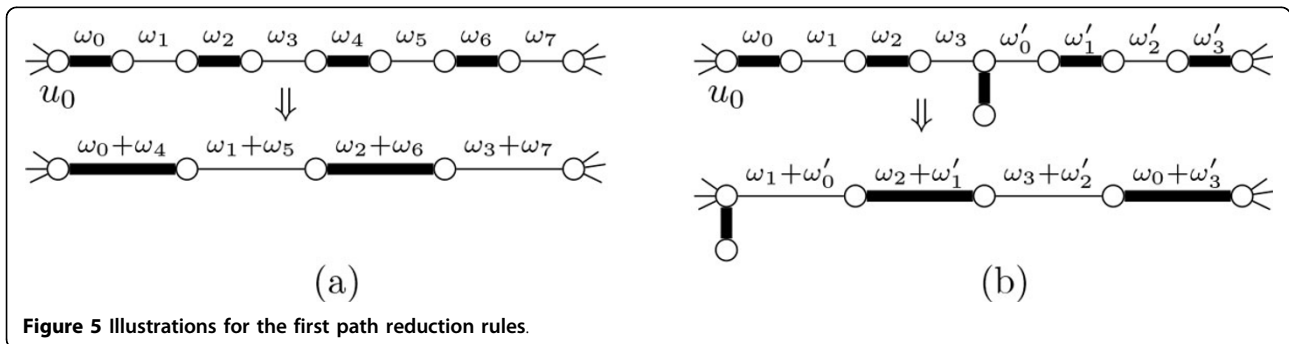 ω₀ ω₁ ω₂ ω₃ ω₄ ω₅ ω₆ ω₇
u₀
⇓
ω₀+ω₄ ω₁+ω₅ ω₂+ω₆ ω₃+ω₇
(a)
ω₀ ω₁ ω₂ ω₃ ω′₀ ω′₁ ω′₂ ω′₃
u₀
⇓
ω₁+ω′₀ ω₂+ω′₁ ω₃+ω′₂ ω₀+ω′₃
(b)
Figure 5 Illustrations for the first path reduction rules.